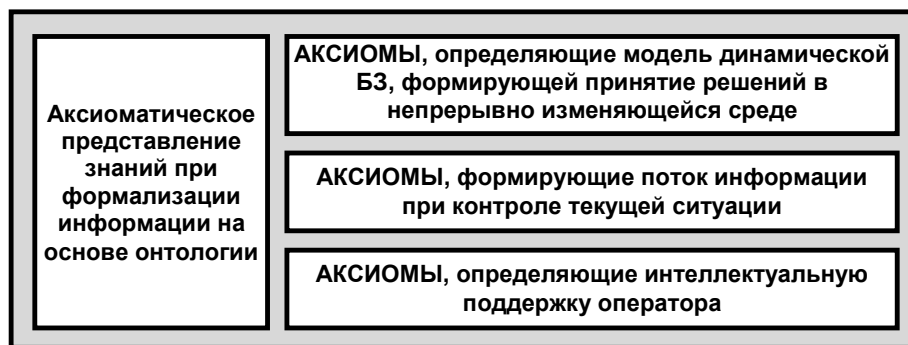 Аксиоматическое
представление
знаний при
формализации
информации на
основе онтологии
АКСИОМЫ, определяющие модель динамической
БЗ, формирующей принятие решений в
непрерывно изменяющейся среде
АКСИОМЫ, формирующие поток информации
при контроле текущей ситуации
АКСИОМЫ, определяющие интеллектуальную
поддержку оператора